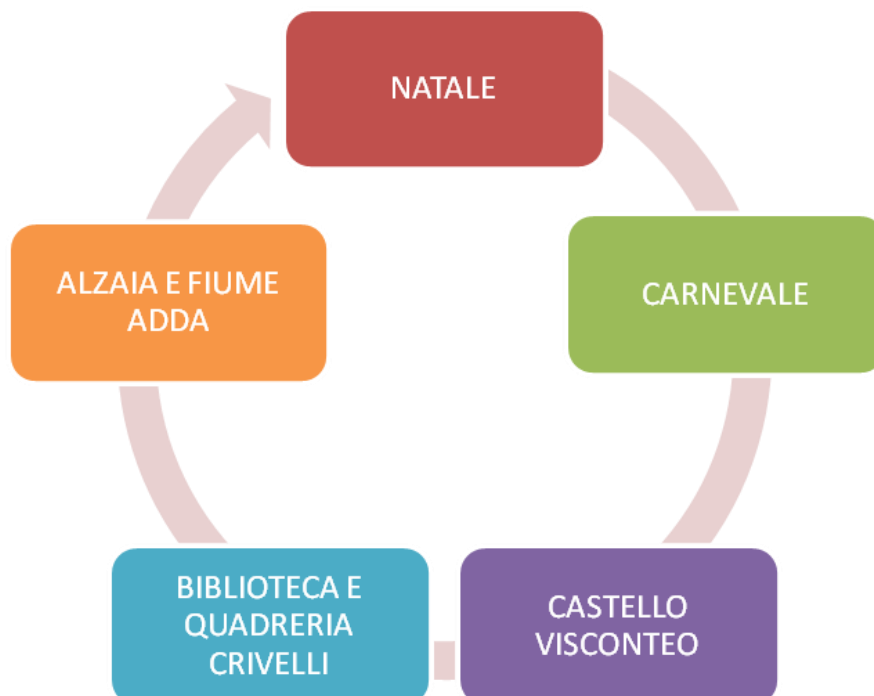 NATALE
CARNEVALE
CASTELLO
VISCONTEO
BIBLIOTECA E
QUADRERIA
CRIVELLI
ALZAIA E FIUME
ADDA